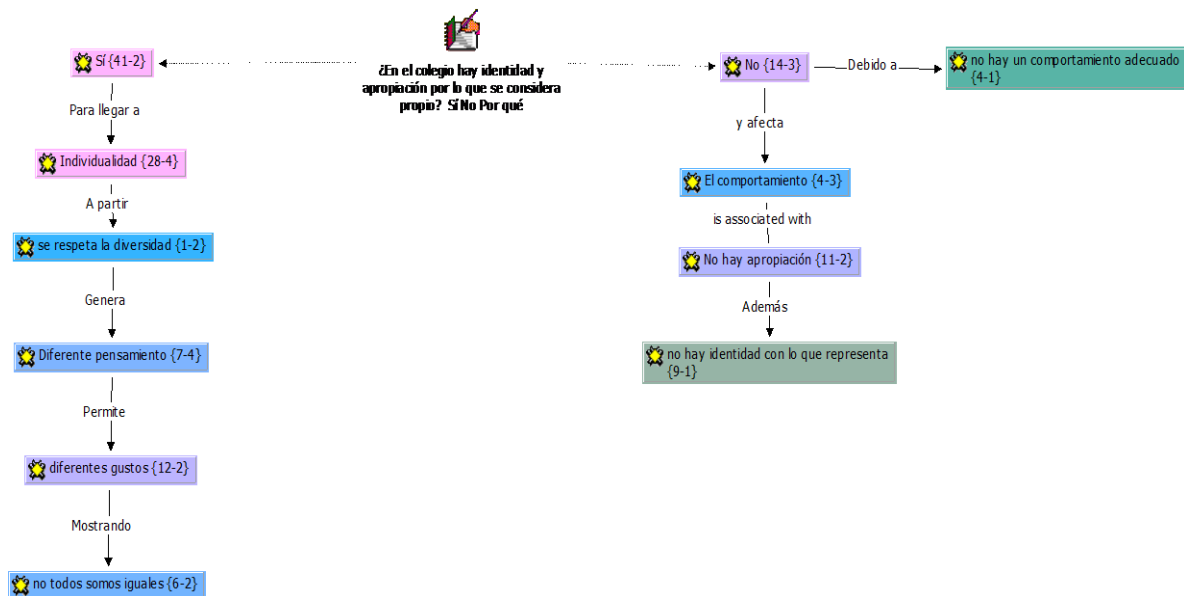 ¿En el colegio hay identidad y
apropiación por lo que se considera
propio?  Sí No Por qué
Sí {41-2}
Para llegar a
Individualidad {28-4}
A partir
se respeta la diversidad {1-2}
Genera
Diferente pensamiento {7-4}
Permite
diferentes gustos {12-2}
Mostrando
no todos somos iguales {6-2}
No {14-3}
Debido a
no hay un comportamiento adecuado
{4-1}
y afecta
El comportamiento {4-3}
is associated with
No hay apropiación {11-2}
Además
no hay identidad con lo que representa
{9-1}